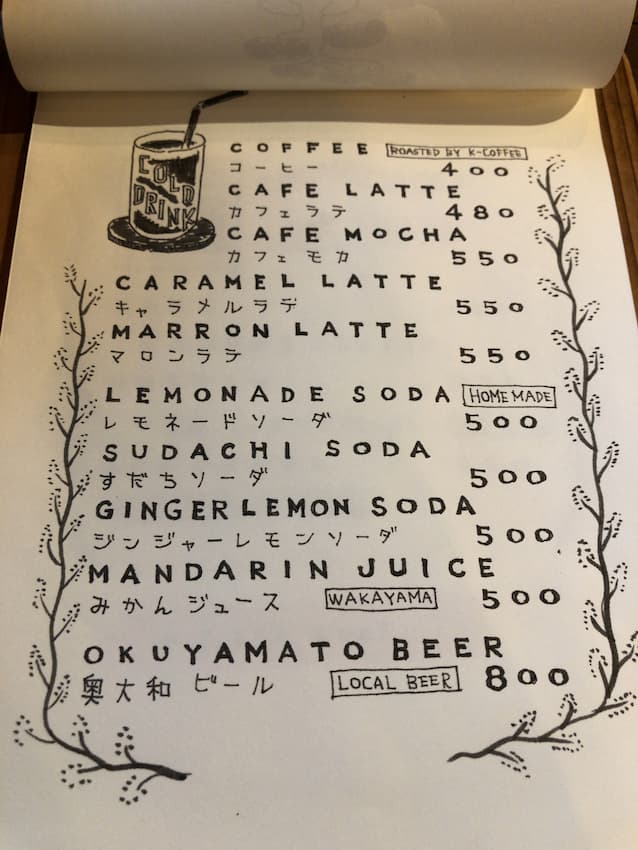 COLD DRINK
COFFEE ROASTED BY K-COFFEE
コーヒー 400
CAFE LATTE
カフェラテ 480
CAFE MOCHA
カフェモカ 550
CARAMEL LATTE
キャラメルラテ 550
MARRON LATTE
マロンラテ 550
LEMONADE SODA HOME MADE
レモネードソーダ 500
SUDACHI SODA
すだちソーダ 500
GINGER LEMON SODA
ジンジャーレモンソーダ 500
MANDARIN JUICE
みかんジュース WAKAYAMA 500
OKUYAMATO BEER
奥大和 ビール LOCAL BEER 800